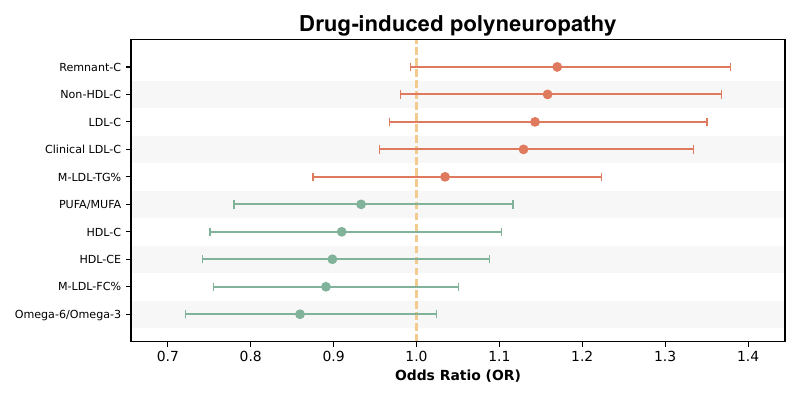 Drug-induced polyneuropathy
Remnant-C
Non-HDL-C
LDL-C
Clinical LDL-C
M-LDL-TG%
PUFA/MUFA
HDL-C
HDL-CE
M-LDL-FC%
Omega-6/Omega-3
0.7 0.8 0.9 1.0 1.1 1.2 1.3 1.4
Odds Ratio (OR)